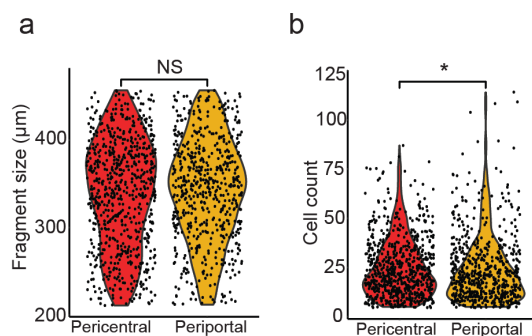 a
NS
Fragment size (µm)
400
300
200
Pericentral Periportal
b
*
Cell count
125
100
75
50
25
0
Pericentral Periportal